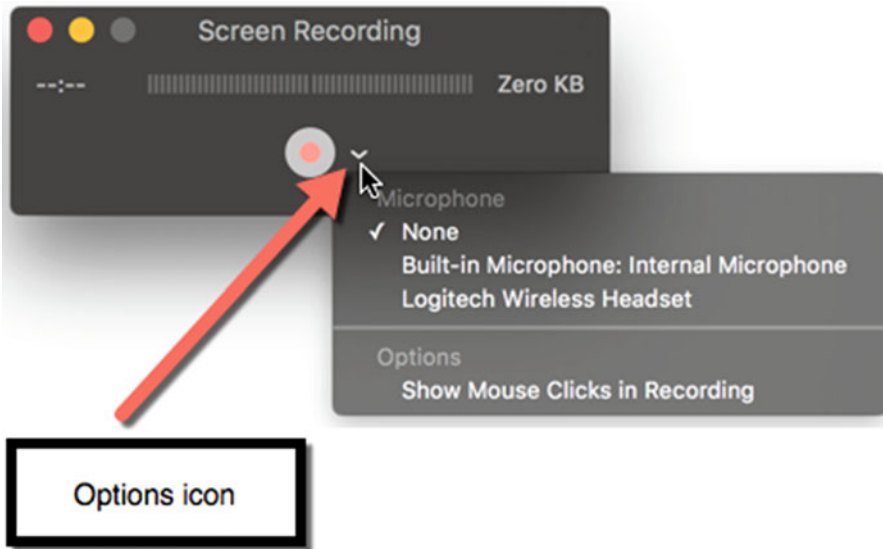 Screen Recording
--:-- Zero KB
Microphone
✓ None
Built-in Microphone: Internal Microphone
Logitech Wireless Headset
Options
Show Mouse Clicks in Recording
Options icon